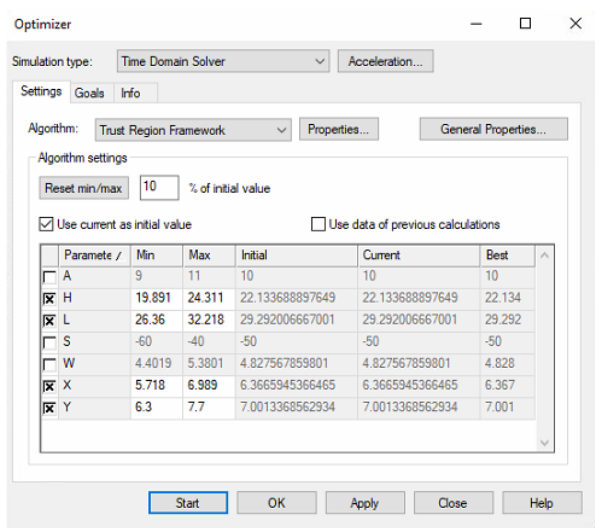 Optimizer
Simulation type: Time Domain Solver Acceleration...
Settings Goals Info
Algorithm: Trust Region Framework Properties... General Properties...
Algorithm settings
Reset min/max 10 % of initial value
Use current as initial value Use data of previous calculations
Paramete / Min Max Initial Current Best
A 9 11 10 10 10
H 19.891 24.311 22.133688897649 22.133688897649 22.134
L 26.36 32.218 29.292006667001 29.292006667001 29.292
S -60 -40 -50 -50 -50
W 4.4019 5.3801 4.827567859801 4.827567859801 4.828
X 5.718 6.989 6.3665945366465 6.3665945366465 6.367
Y 6.3 7.7 7.0013368562934 7.0013368562934 7.001
Start OK Apply Close Help